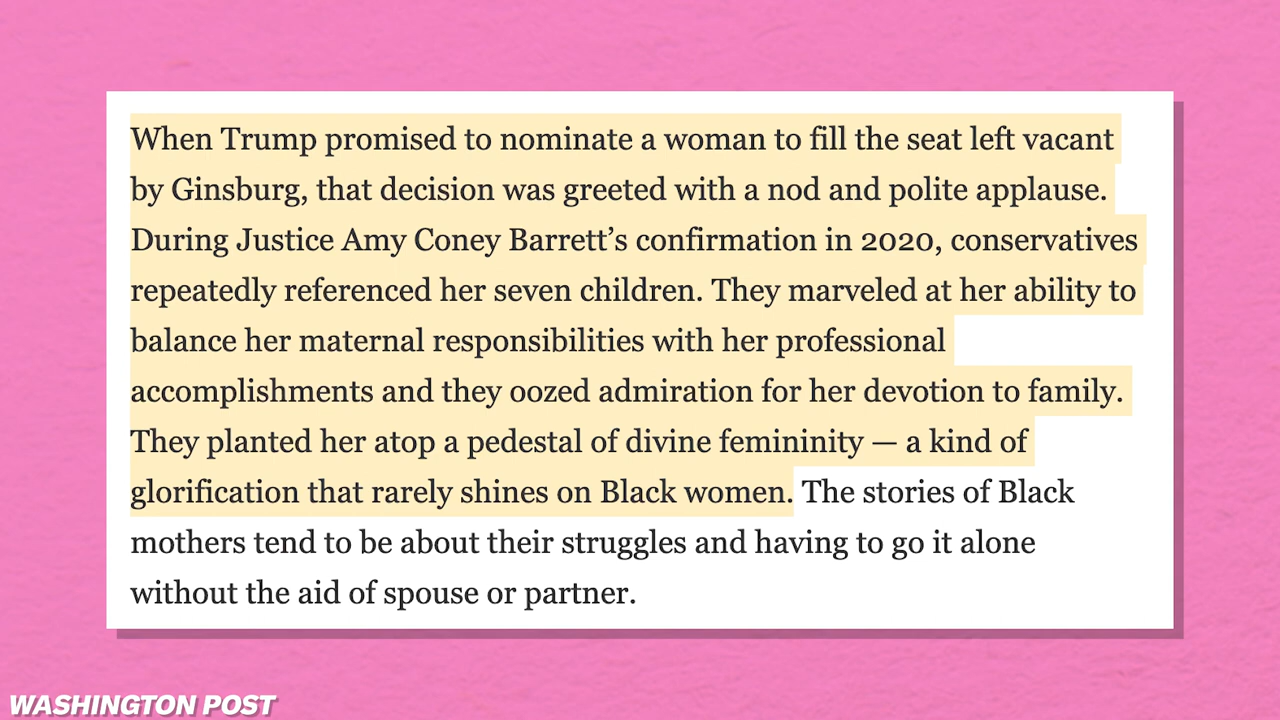 When Trump promised to nominate a woman to fill the seat left vacant
by Ginsburg, that decision was greeted with a nod and polite applause.
During Justice Amy Coney Barrett’s confirmation in 2020, conservatives
repeatedly referenced her seven children. They marveled at her ability to
balance her maternal responsibilities with her professional
accomplishments and they oozed admiration for her devotion to family.
They planted her atop a pedestal of divine femininity — a kind of
glorification that rarely shines on Black women. The stories of Black
mothers tend to be about their struggles and having to go it alone
without the aid of spouse or partner.
WASHINGTON POST